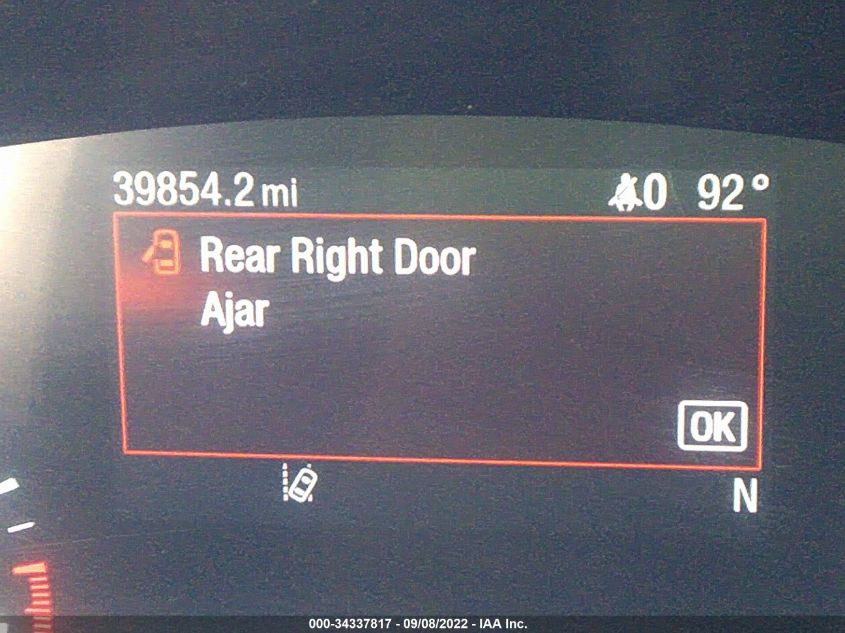 39854.2 mi 0 92°
Rear Right Door
Ajar
OK
N
000-34337817 - 09/08/2022 - IAA Inc.